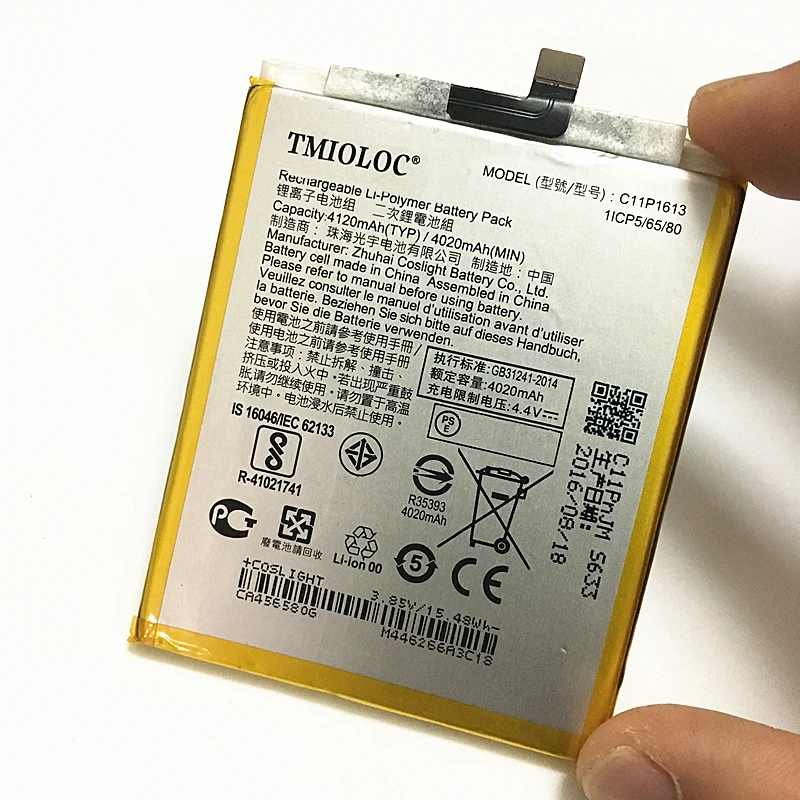 TMIOLOC®
MODEL (型號/型号) : C11P1613
1ICP5/65/80
Rechargeable Li-Polymer Battery Pack
锂离子电池组 二次鋰電池組
Capacity:4120mAh(TYP) / 4020mAh(MIN)
制造商： 珠海光宇电池有限公司 制造地：中国
Manufacturer: Zhuhai Coslight Battery Co., Ltd.
Battery cell made in China Assembled in China
Please refer to manual before using battery.
Veuillez consulter le manuel d'utilisation avant d'utiliser
la batterie. Beziehen Sie sich bitte auf dieses Handbuch,
bevor Sie die Batterie verwenden.
使用電池之前請參考使用手冊/
使用电池之前请参考使用手册
注意事项：禁止拆解、撞击、
挤压或投入火中。若出现严重鼓
胀,请勿继续使用。请勿置于高温
环境中。电池浸水后禁止使用。
执行标准: GB31241-2014
额定容量:4020mAh
充电限制电压: 4.4V
PS
E
IS 16046/IEC 62133
R-41021741
R35393
4020mAh
C11PnJM S633
生产日期:
2016/08/18
廢電池請回收
Li-ion 00
5
CE
+COSLIGHT
3.85V/15.48Wh-
CA456580G
M446266A3C18